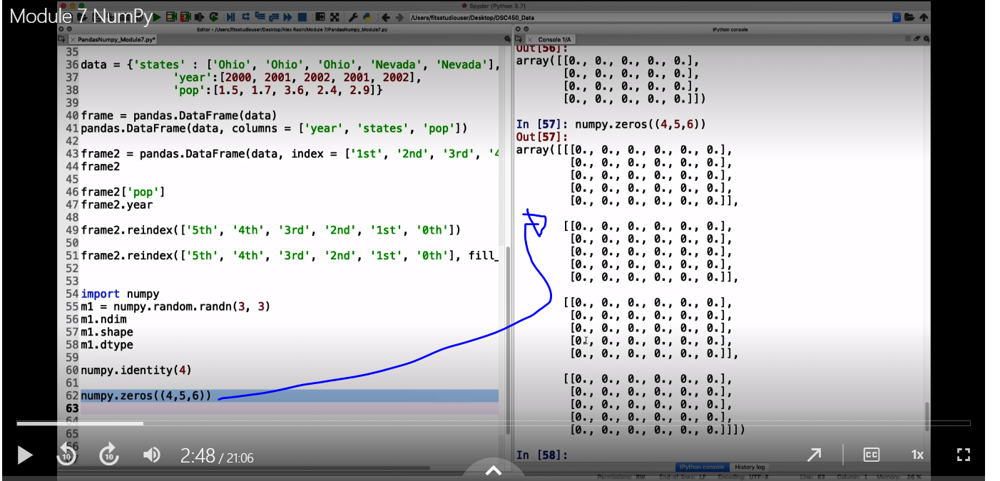 Module 7 NumPy
Spyder (Python 3.7)
/Users/fitsstudiouser/Desktop/DSC450_Data
Editor - /Users/fitsstudiouser/Desktop/Alex Rasin/Module 7/PandasNumpy_Module7.py
PandasNumpy_Module7.py*
35
36 data = {'states' : ['Ohio', 'Ohio', 'Ohio', 'Nevada', 'Nevada'],
37 'year':[2000, 2001, 2002, 2001, 2002],
38 'pop':[1.5, 1.7, 3.6, 2.4, 2.9]}
39
40 frame = pandas.DataFrame(data)
41 pandas.DataFrame(data, columns = ['year', 'states', 'pop'])
42
43 frame2 = pandas.DataFrame(data, index = ['1st', '2nd', '3rd', '4
44 frame2
45
46 frame2['pop']
47 frame2.year
48
49 frame2.reindex(['5th', '4th', '3rd', '2nd', '1st', '0th'])
50
51 frame2.reindex(['5th', '4th', '3rd', '2nd', '1st', '0th'], fill_
52
53
54 import numpy
55 m1 = numpy.random.randn(3, 3)
56 m1.ndim
57 m1.shape
58 m1.dtype
59
60 numpy.identity(4)
61
62 numpy.zeros((4,5,6))
63
64
65
66
IPython console
Console 1/A
Out[56]:
array([[0., 0., 0., 0., 0.],
[0., 0., 0., 0., 0.],
[0., 0., 0., 0., 0.],
[0., 0., 0., 0., 0.]])
In [57]: numpy.zeros((4,5,6))
Out[57]:
array([[[0., 0., 0., 0., 0., 0.],
[0., 0., 0., 0., 0., 0.],
[0., 0., 0., 0., 0., 0.],
[0., 0., 0., 0., 0., 0.],
[0., 0., 0., 0., 0., 0.]],
[[0., 0., 0., 0., 0., 0.],
[0., 0., 0., 0., 0., 0.],
[0., 0., 0., 0., 0., 0.],
[0., 0., 0., 0., 0., 0.],
[0., 0., 0., 0., 0., 0.]],
[[0., 0., 0., 0., 0., 0.],
[0., 0., 0., 0., 0., 0.],
[0., 0., 0., 0., 0., 0.],
[0., 0., 0., 0., 0., 0.],
[0., 0., 0., 0., 0., 0.]],
[[0., 0., 0., 0., 0., 0.],
[0., 0., 0., 0., 0., 0.],
[0., 0., 0., 0., 0., 0.],
[0., 0., 0., 0., 0., 0.],
[0., 0., 0., 0., 0., 0.]]])
In [58]:
IPython console History log
Permissions: RW End-of-lines: LF Encoding: UTF-8 Line: 63 Column: 1 Memory: 26 %
10 10 2:48 / 21:06 CC 1x